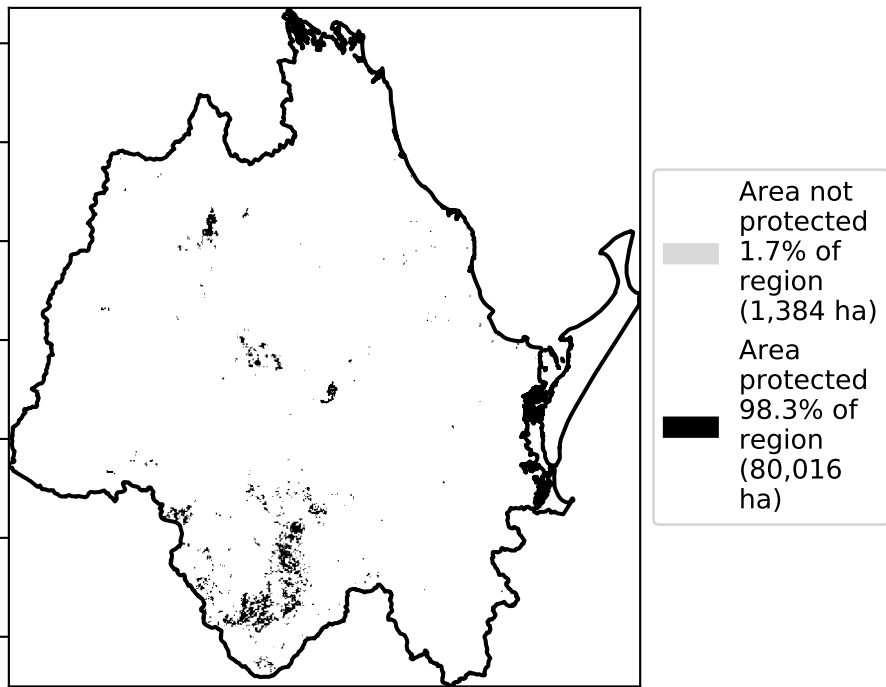 Area not
protected
1.7% of
region
(1,384 ha)
Area
protected
98.3% of
region
(80,016
ha)